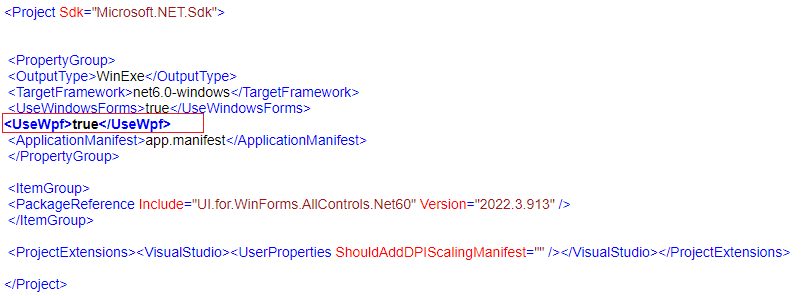 <Project Sdk="Microsoft.NET.Sdk">
<PropertyGroup>
<OutputType>WinExe</OutputType>
<TargetFramework>net6.0-windows</TargetFramework>
<UseWindowsForms>true</UseWindowsForms>
<UseWpf>true</UseWpf>
<ApplicationManifest>app.manifest</ApplicationManifest>
</PropertyGroup>
<ItemGroup>
<PackageReference Include="UI.for.WinForms.AllControls.Net60" Version="2022.3.913" />
</ItemGroup>
<ProjectExtensions><VisualStudio><UserProperties ShouldAddDPIScalingManifest="" /></VisualStudio></ProjectExtensions>
</Project>